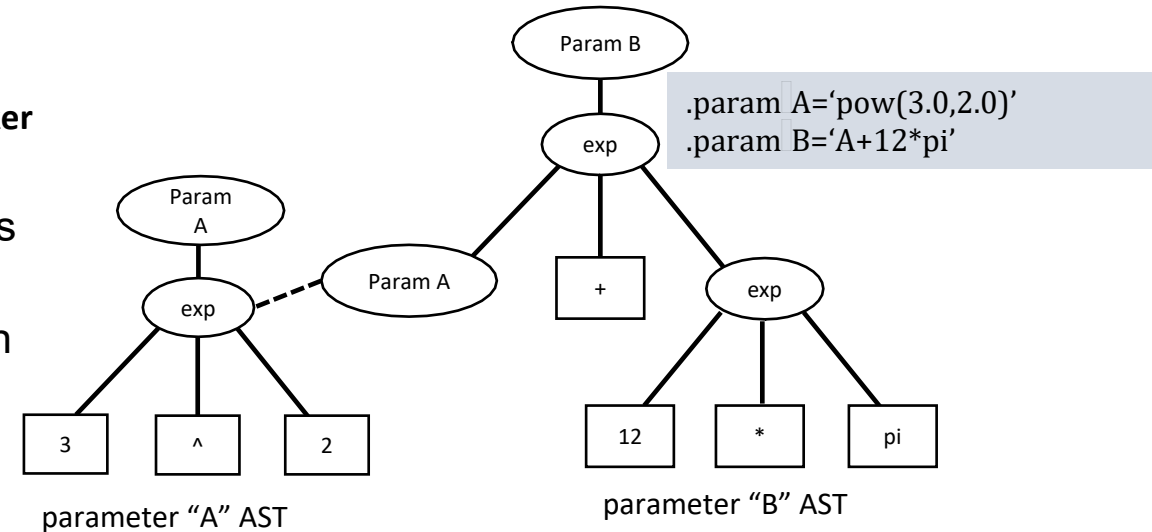 Param B
.param A=‘pow(3.0,2.0)’
.param B=‘A+12*pi’
exp
Param
A
Param A
+
exp
exp
3
^
2
12
*
pi
parameter “A” AST
parameter “B” AST